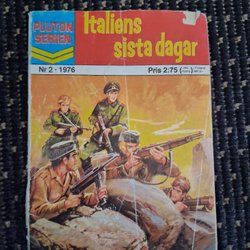 PLUTON
SERIEN
Italiens
sista dagar
Nr 2 - 1976
Pris 2:75